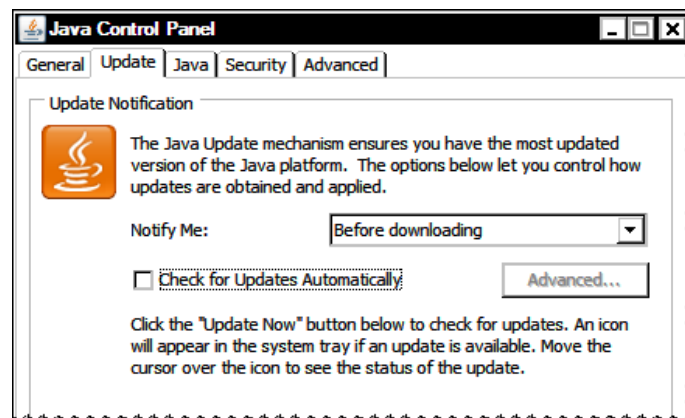 Java Control Panel
General Update Java Security Advanced
Update Notification
The Java Update mechanism ensures you have the most updated
version of the Java platform. The options below let you control how
updates are obtained and applied.
Notify Me: Before downloading
Check for Updates Automatically Advanced...
Click the "Update Now" button below to check for updates. An icon
will appear in the system tray if an update is available. Move the
cursor over the icon to see the status of the update.